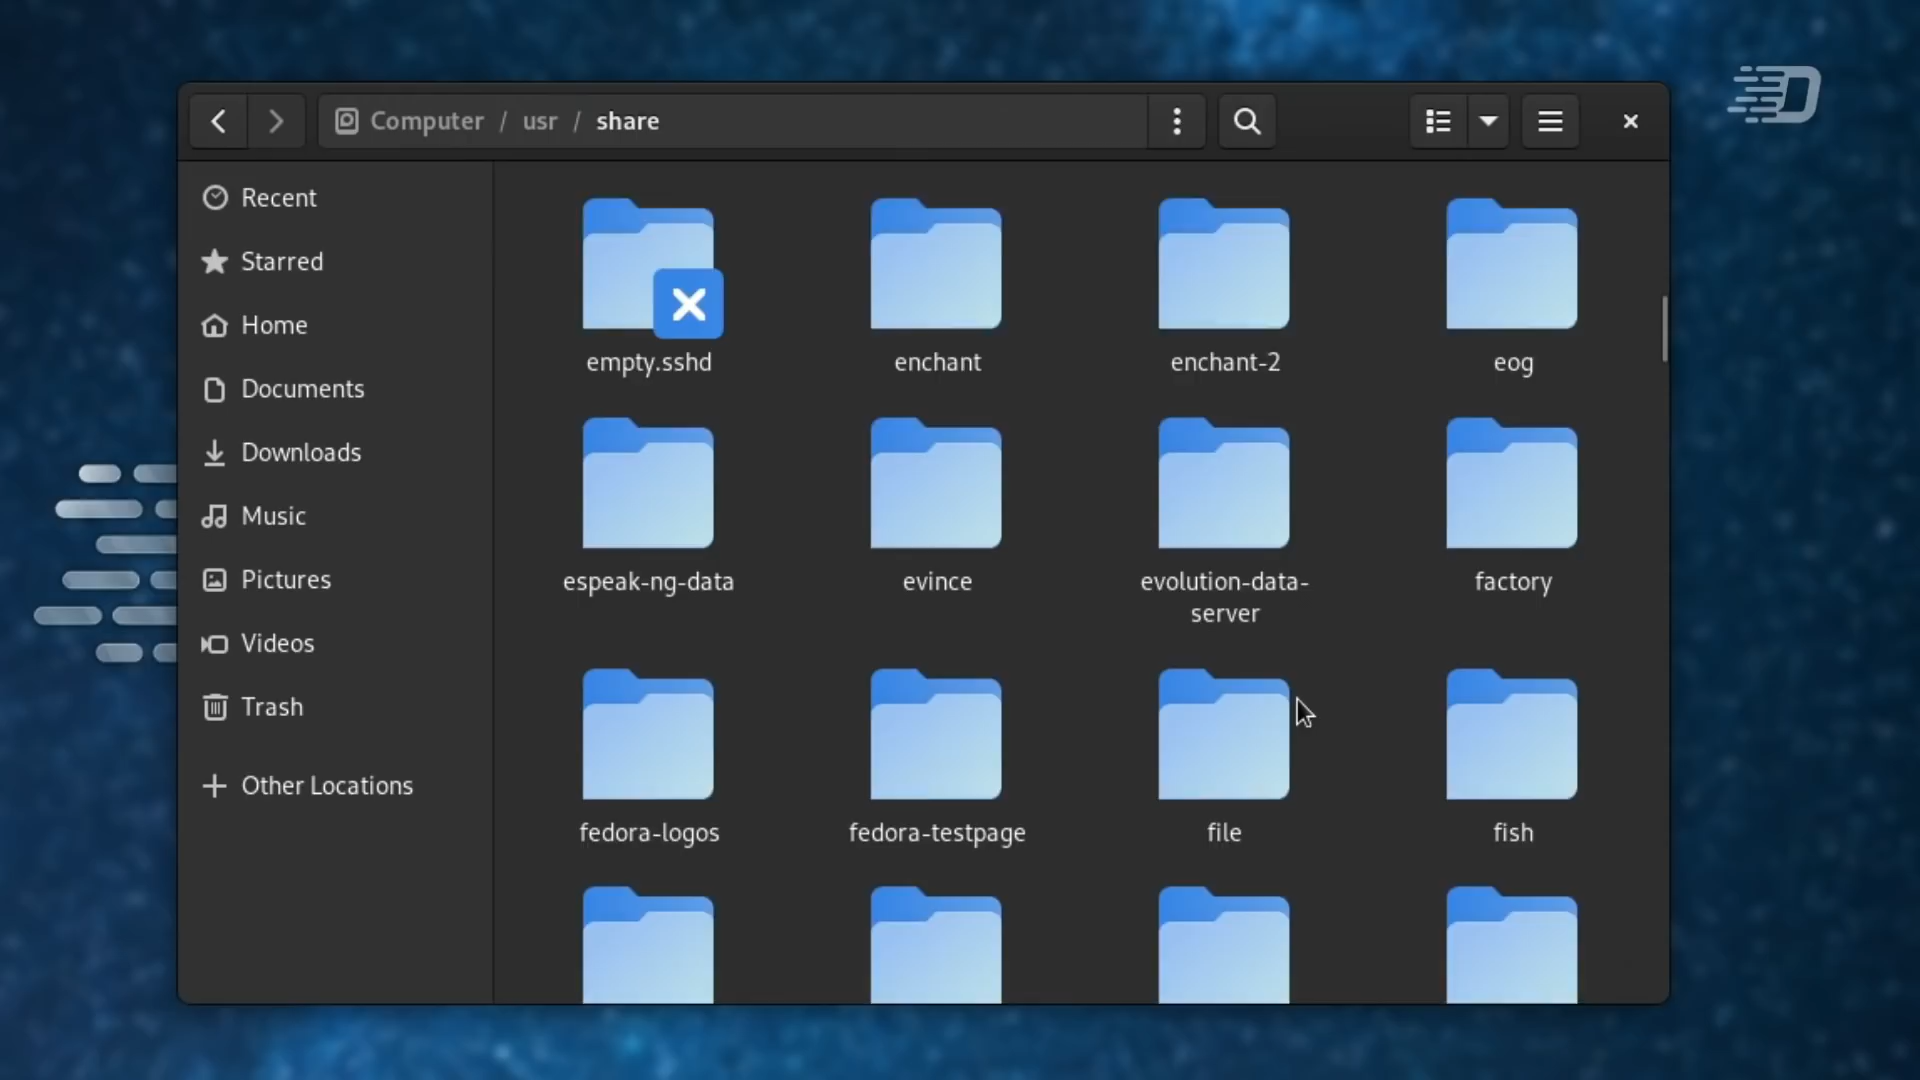 Computer / usr / share
Recent
Starred
Home
Documents
Downloads
Music
Pictures
Videos
Trash
Other Locations
empty.sshd
enchant
enchant-2
eog
espeak-ng-data
evince
evolution-data-
server
factory
fedora-logos
fedora-testpage
file
fish
D